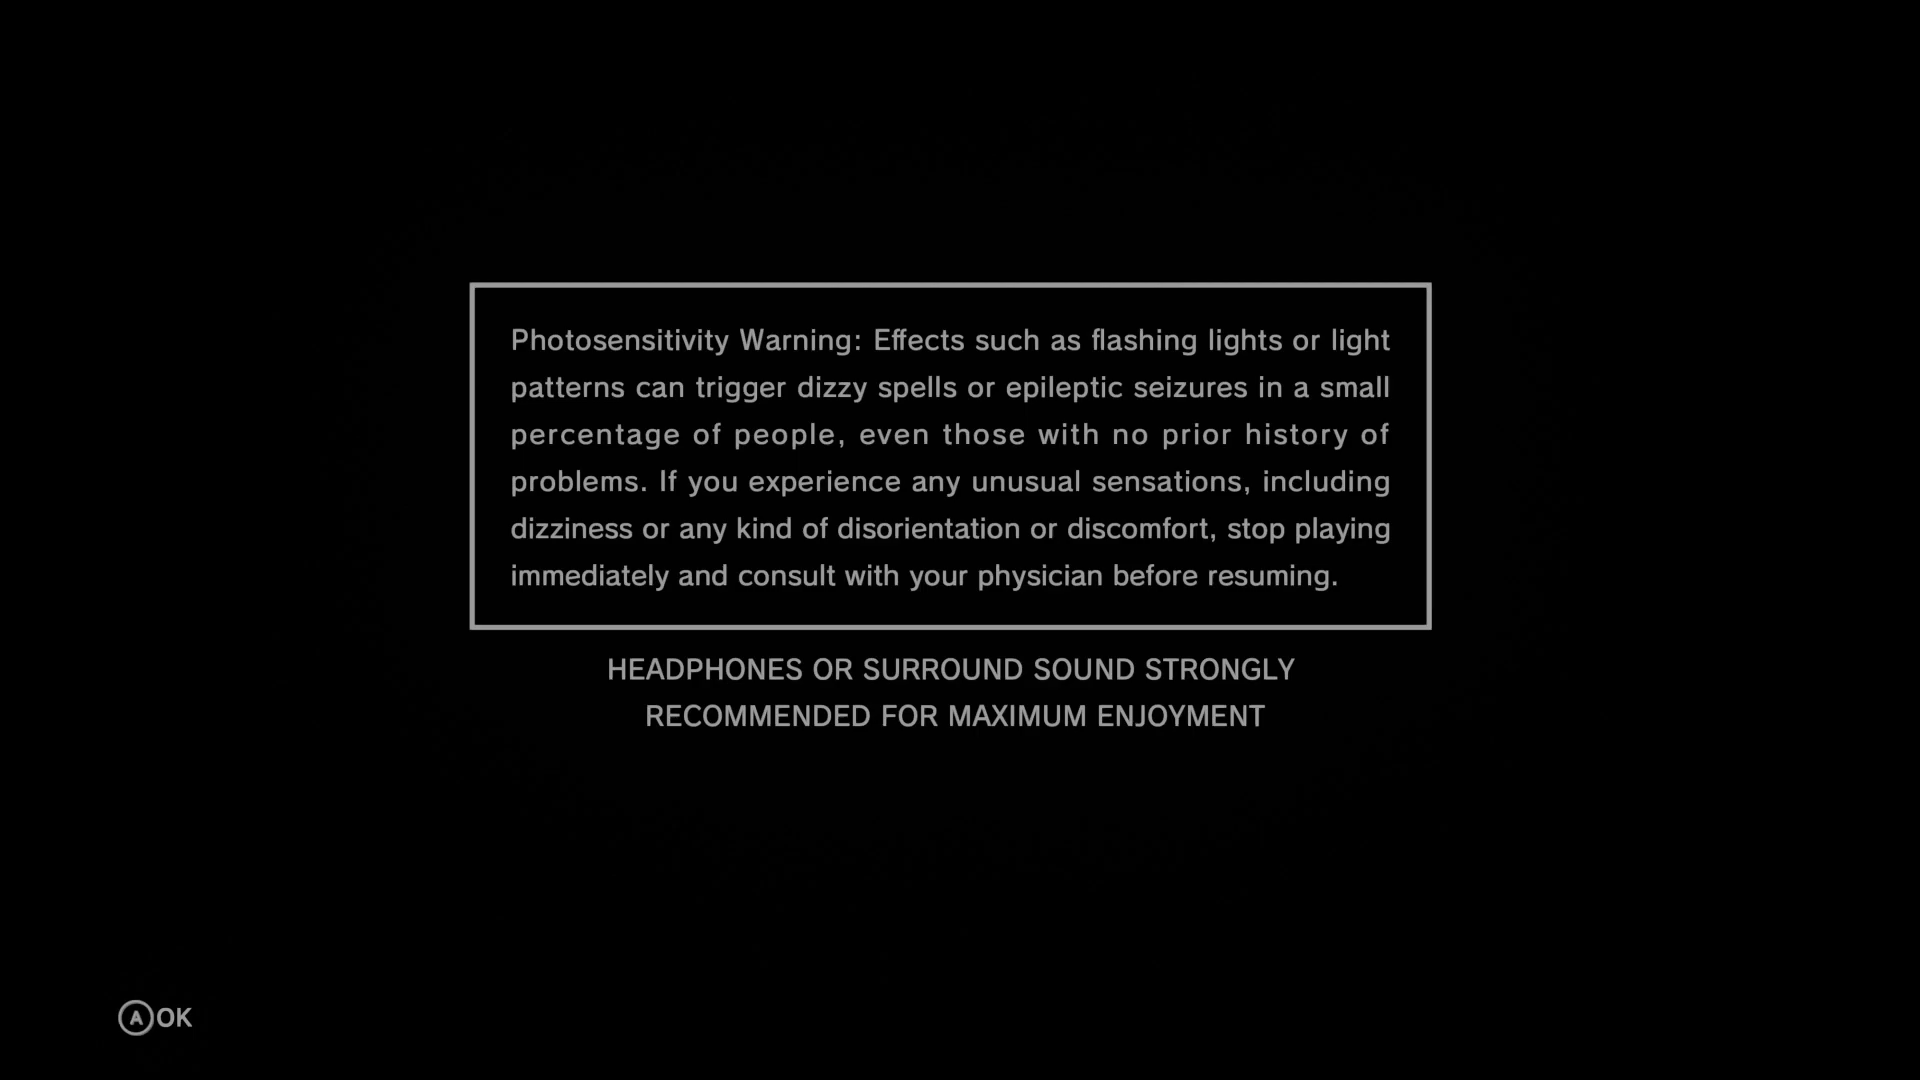 Photosensitivity Warning: Effects such as flashing lights or light
patterns can trigger dizzy spells or epileptic seizures in a small
percentage of people, even those with no prior history of
problems. If you experience any unusual sensations, including
dizziness or any kind of disorientation or discomfort, stop playing
immediately and consult with your physician before resuming.
HEADPHONES OR SURROUND SOUND STRONGLY
RECOMMENDED FOR MAXIMUM ENJOYMENT
A OK